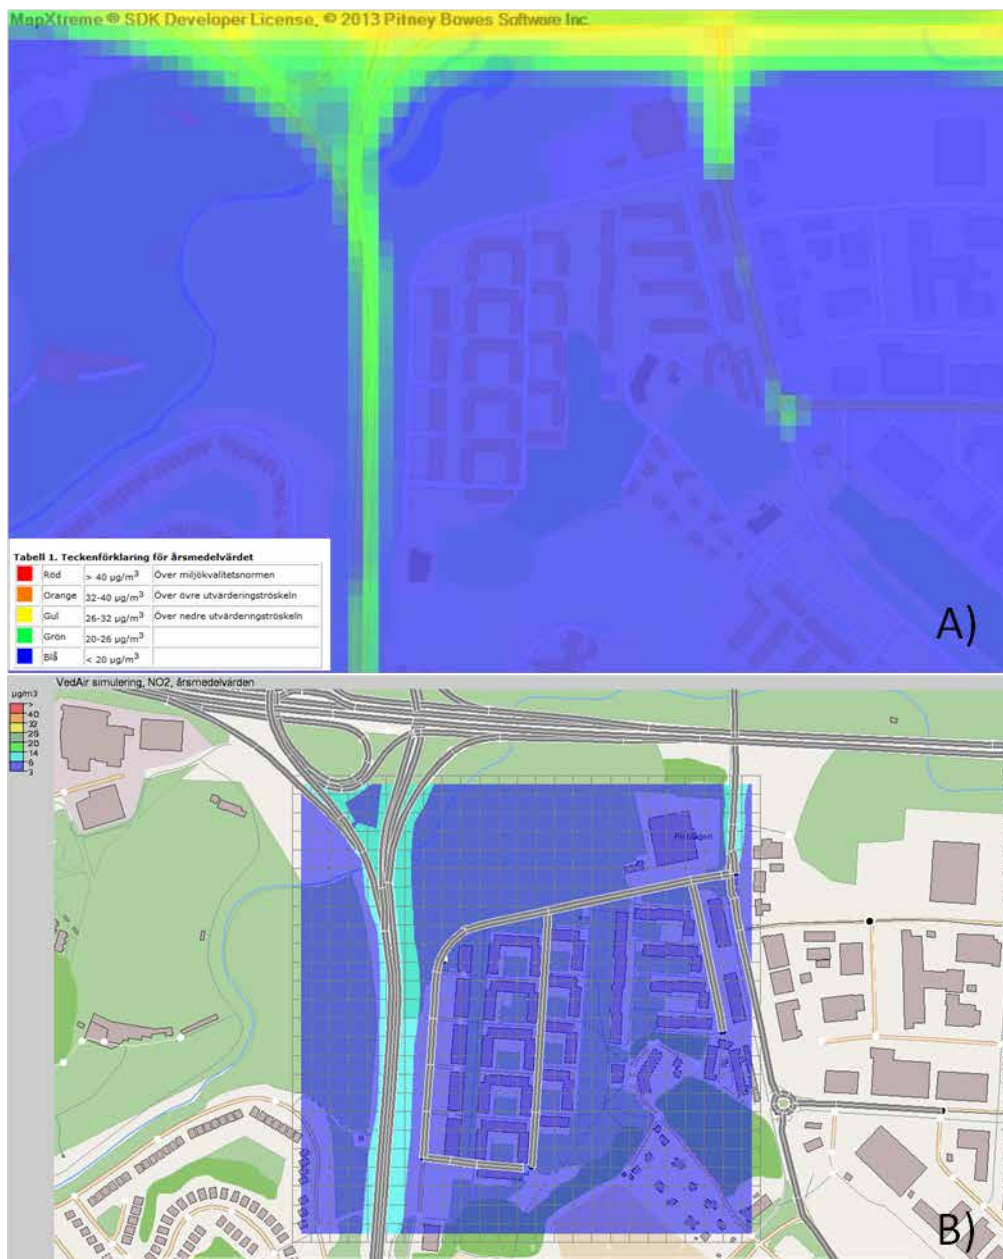 MapXtreme ® SDK Developer License, © 2013 Pitney Bowes Software Inc.
Tabell 1. Teckenförklaring för årsmedelvärdet
Röd > 40 µg/m³ Över miljökvalitetsnormen
Orange 32-40 µg/m³ Över övre utvärderingströskeln
Gul 26-32 µg/m³ Över nedre utvärderingströskeln
Grön 20-26 µg/m³
Blå < 20 µg/m³
A)
VedAir simulering, NO2, årsmedelvärden
µg/m3
>
40
32
26
20
14
3
B)